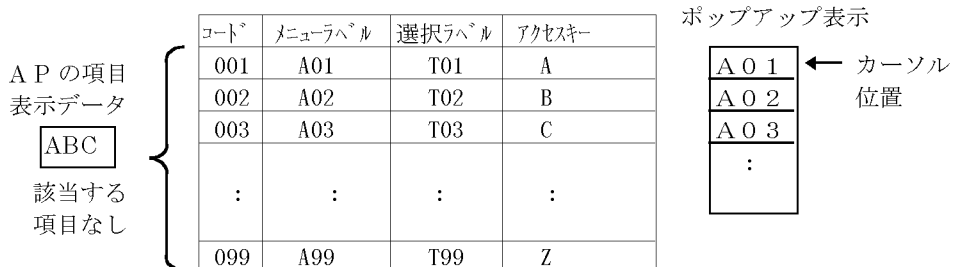 APの項目
表示データ
ABC
該当する
項目なし
コード メニューラベル 選択ラベル アクセスキー
001 A01 T01 A
002 A02 T02 B
003 A03 T03 C
: : : :
099 A99 T99 Z
ポップアップ表示
A01
A02
A03
:
カーソル
位置